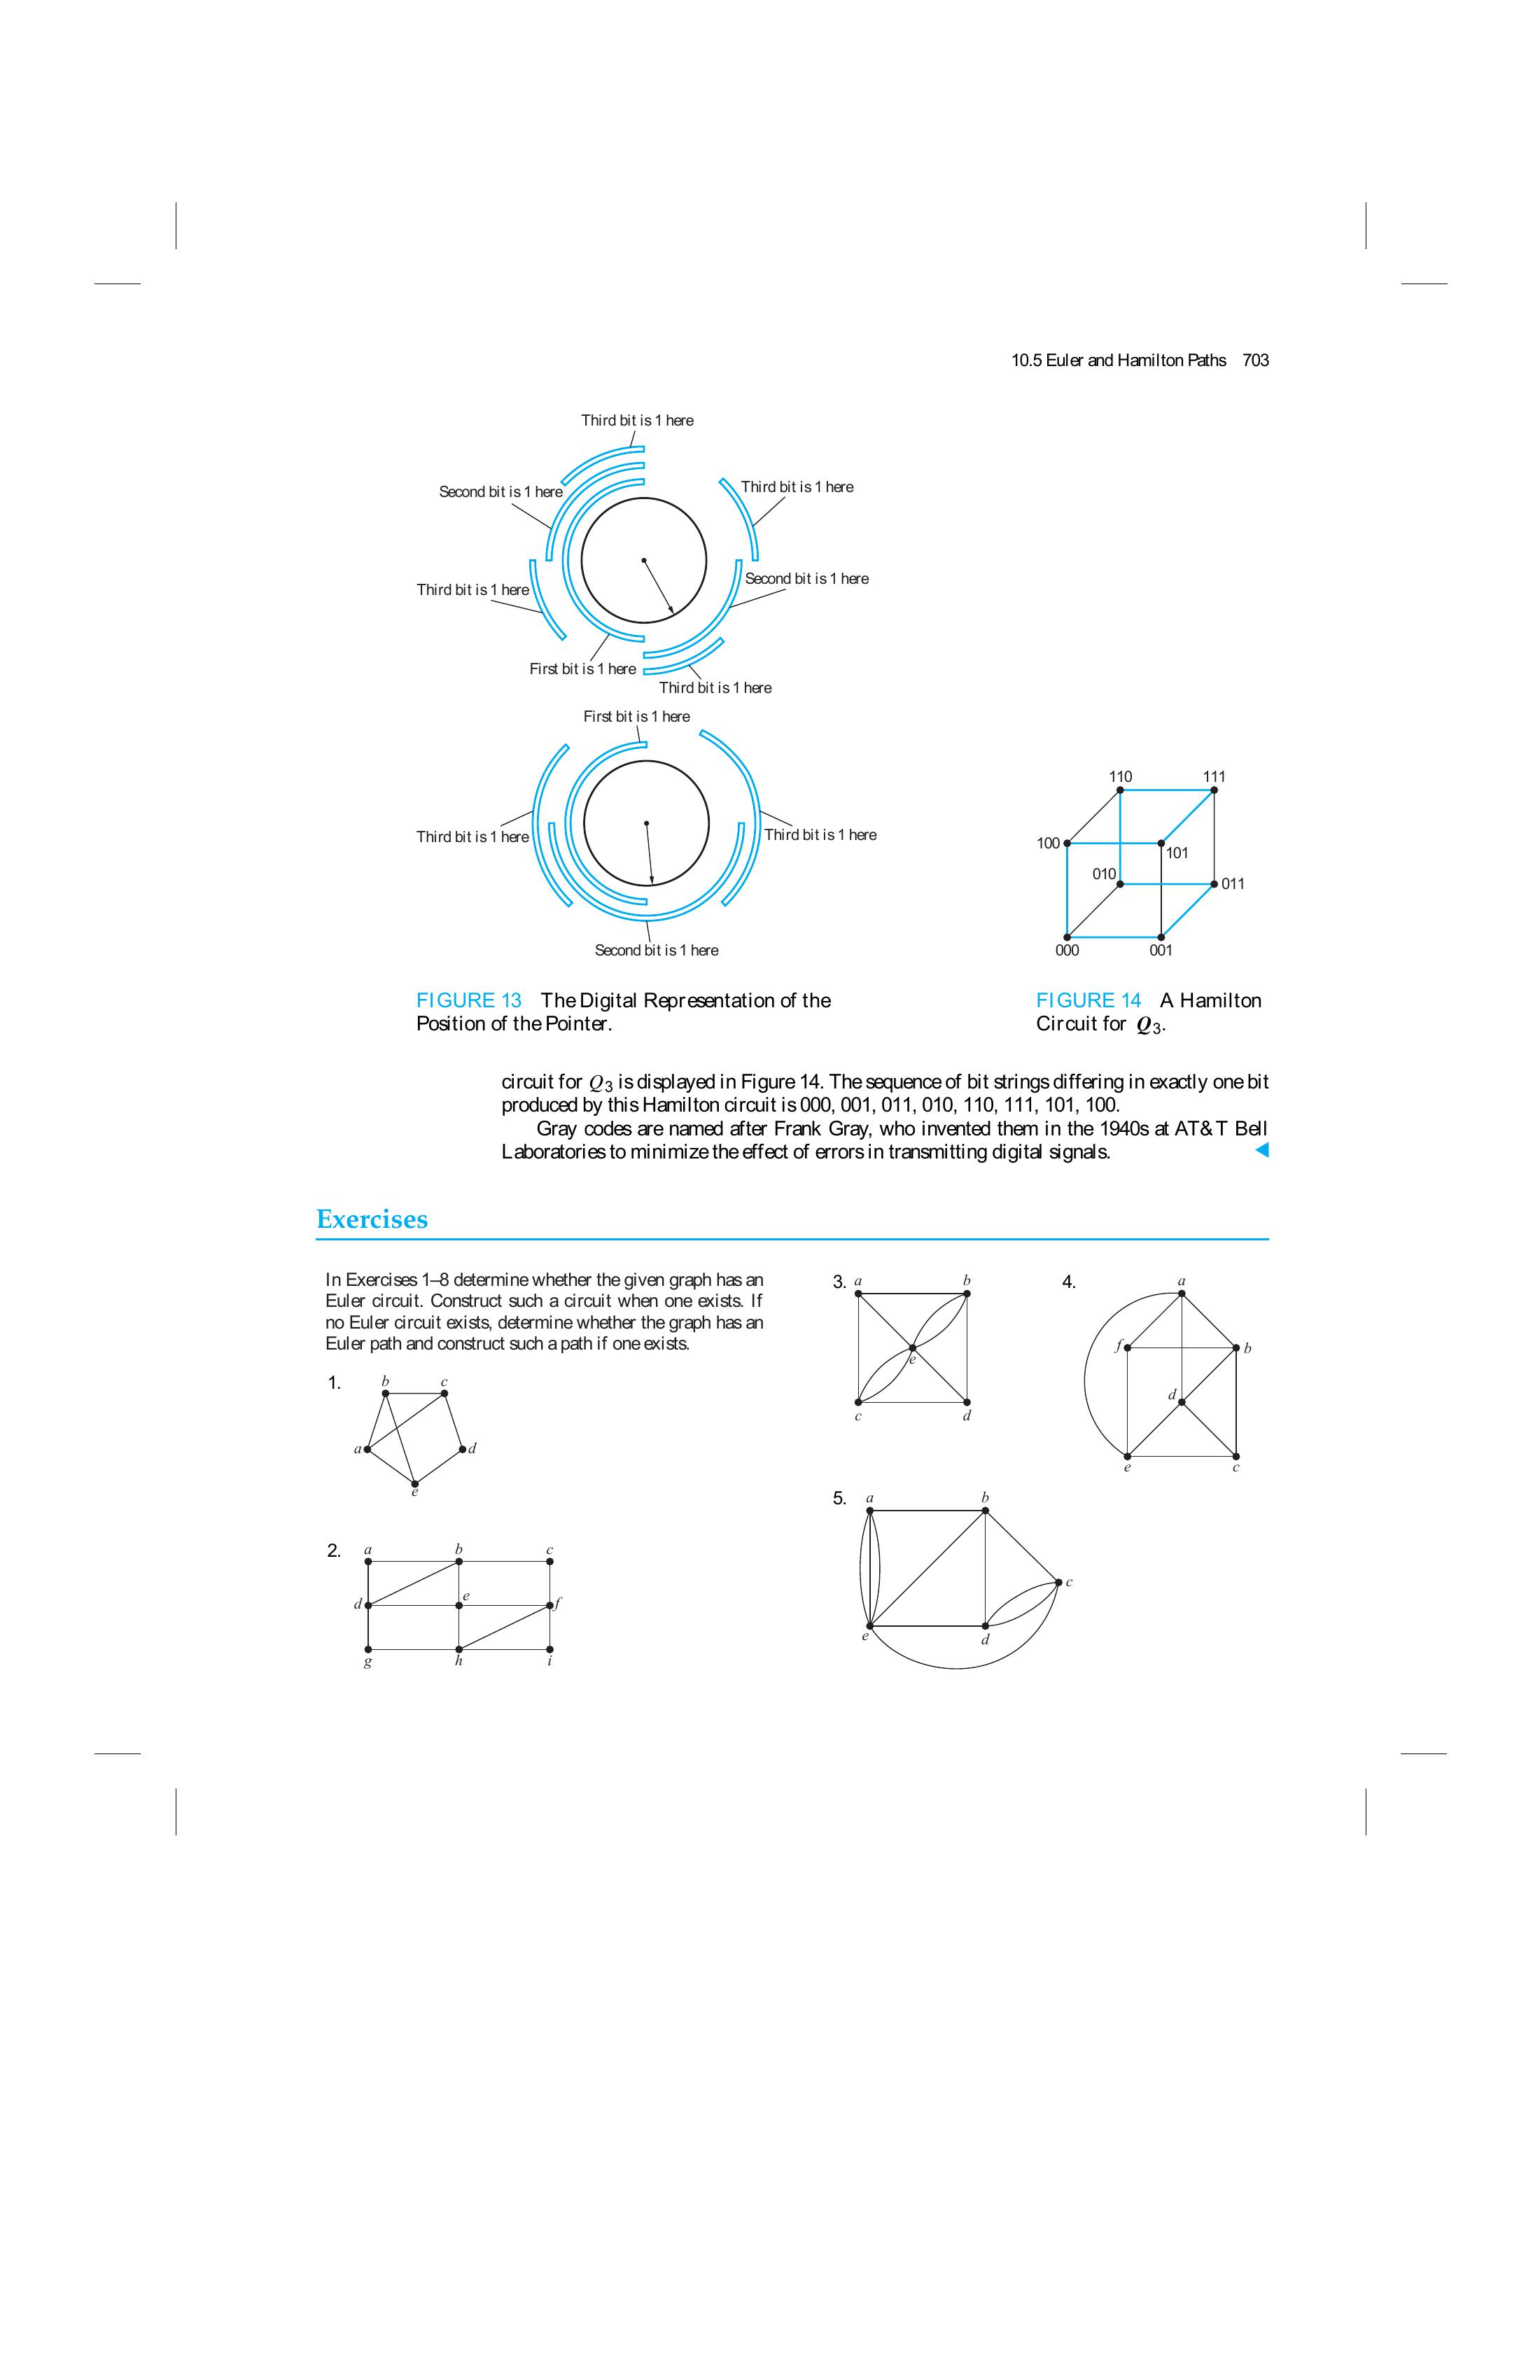 10.5 Euler and Hamilton Paths 703
Third bit is 1 here
Second bit is 1 here
Third bit is 1 here
Second bit is 1 here
Third bit is 1 here
First bit is 1 here
Third bit is 1 here
First bit is 1 here
Third bit is 1 here
Third bit is 1 here
Second bit is 1 here
110 111
100
101
010
011
000 001
FIGURE 13 The Digital Representation of the
Position of the Pointer.
FIGURE 14 A Hamilton
Circuit for Q3.
circuit for Q3 is displayed in Figure 14. The sequence of bit strings differing in exactly one bit
produced by this Hamilton circuit is 000, 001, 011, 010, 110, 111, 101, 100.
Gray codes are named after Frank Gray, who invented them in the 1940s at AT&T Bell
Laboratories to minimize the effect of errors in transmitting digital signals.
Exercises
In Exercises 1–8 determine whether the given graph has an
Euler circuit. Construct such a circuit when one exists. If
no Euler circuit exists, determine whether the graph has an
Euler path and construct such a path if one exists.
1.
b c
a d
e
2.
a b c
d e f
g h i
3.
a b
e
c d
4.
a
f b
d
e c
5.
a b
c
e d